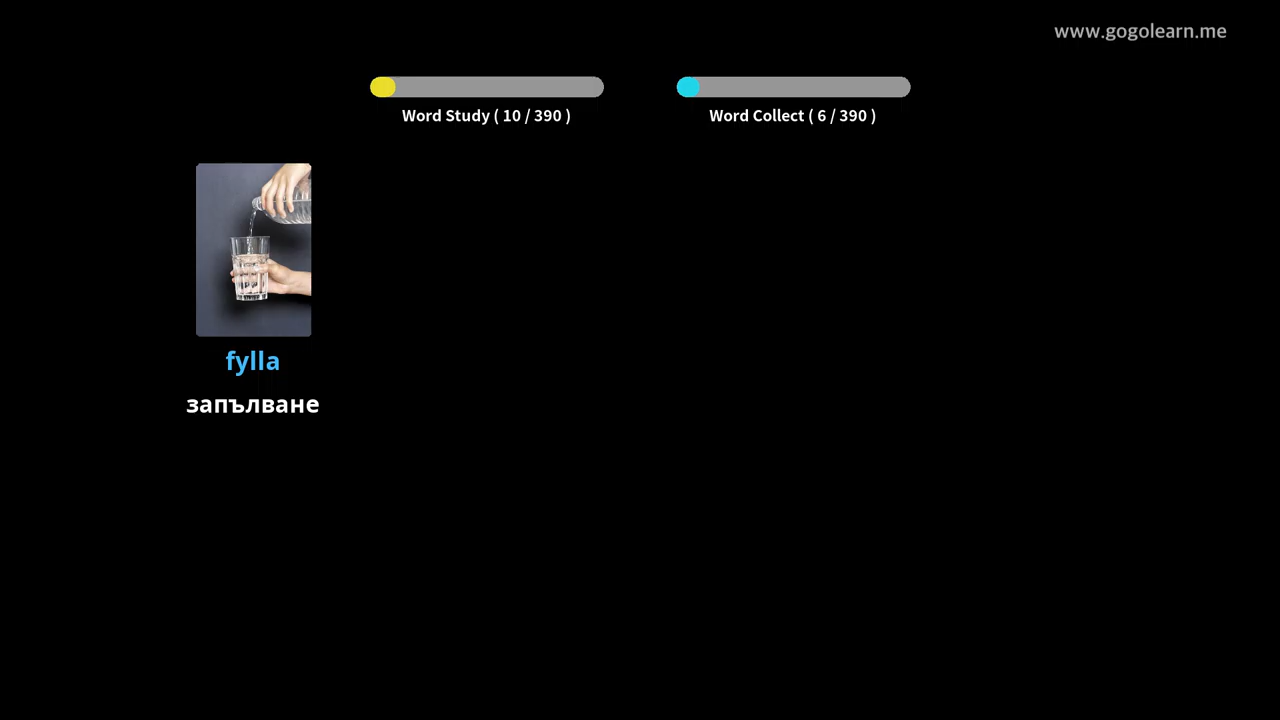 www.gogolearn.me
Word Study ( 10 / 390 )
Word Collect ( 6 / 390 )
fylla
запълване